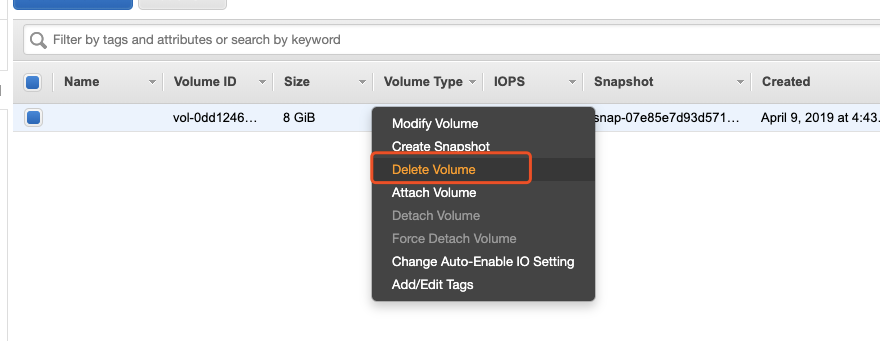 Filter by tags and attributes or search by keyword
Name Volume ID Size Volume Type IOPS Snapshot Created
vol-0dd1246... 8 GiB snap-07e85e7d93d571... April 9, 2019 at 4:43.
Modify Volume
Create Snapshot
Delete Volume
Attach Volume
Detach Volume
Force Detach Volume
Change Auto-Enable IO Setting
Add/Edit Tags